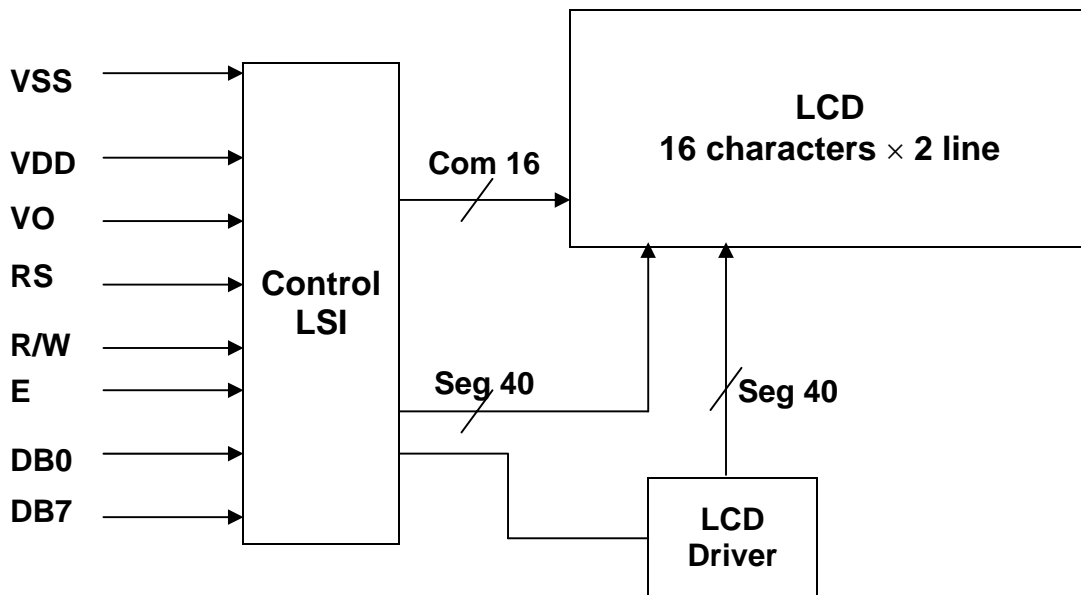 VSS
VDD
VO
RS
R/W
E
DB0
DB7
Control
LSI
Com 16
Seg 40
LCD
16 characters × 2 line
Seg 40
LCD
Driver